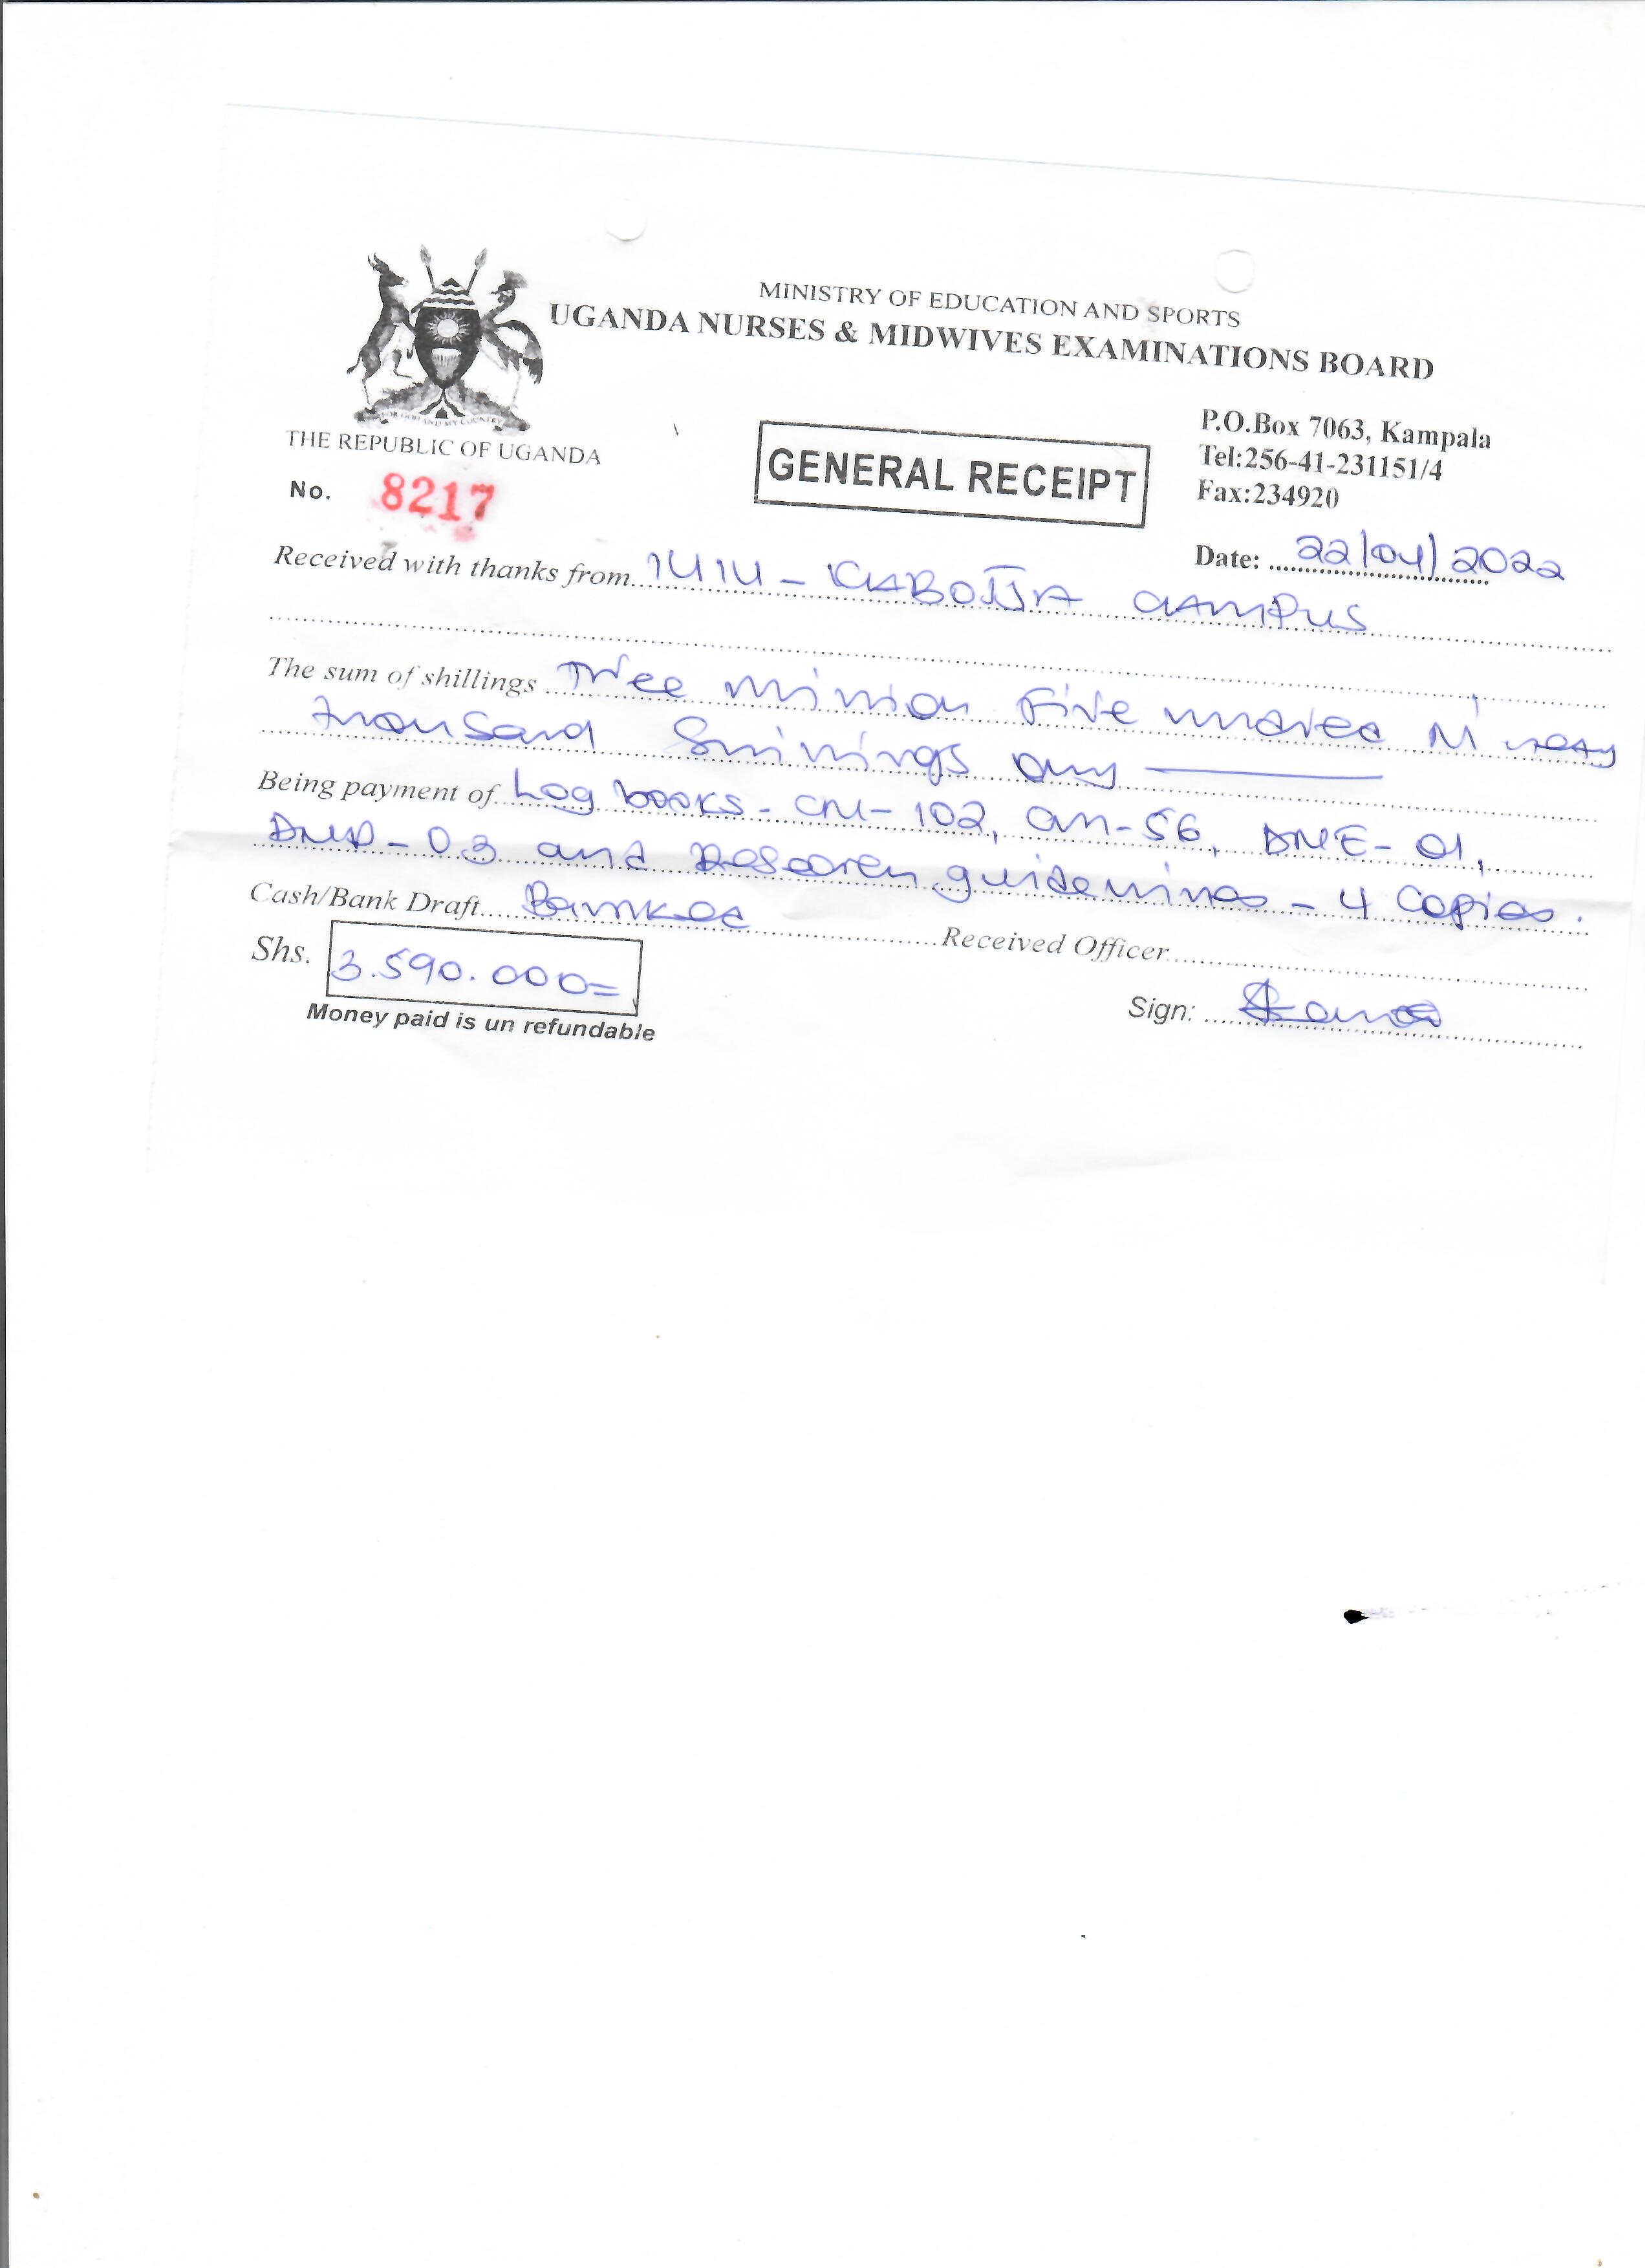 MINISTRY OF EDUCATION AND SPORTS
UGANDA NURSES & MIDWIVES EXAMINATIONS BOARD
FOR GOD AND MY COUNTRY
THE REPUBLIC OF UGANDA
P.O.Box 7063, Kampala
Tel:256-41-231151/4
Fax:234920
GENERAL RECEIPT
No. 8217
Date: 22/04/2022
Received with thanks from IUIU - KABOJJA CAMPUS
The sum of shillings Three million Five hundred Ninety
thousand Shillings only
Being payment of Log books - CN - 102, CM - 56, DNE - 01,
DMD - 03 and Research guidelines - 4 Copies.
Cash/Bank Draft Banked Received Officer
Shs. 3.590.000=
Sign:
Money paid is un refundable